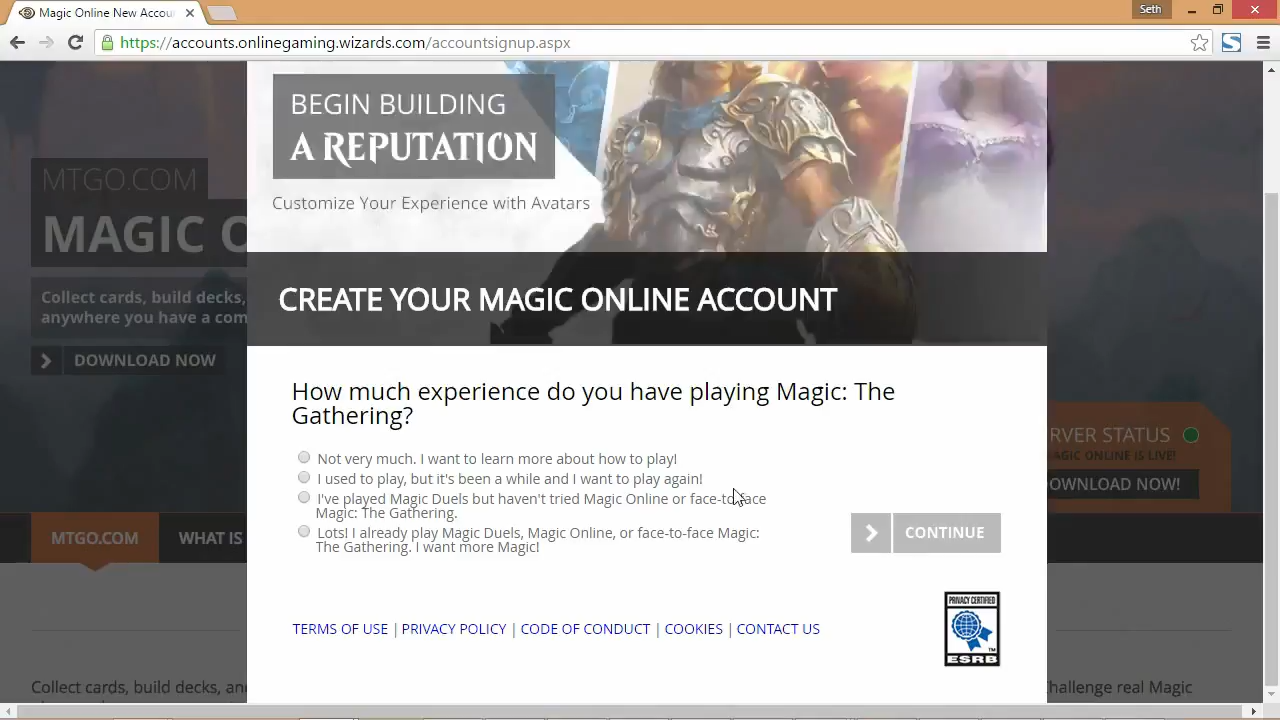 Magic Online New Accou
Seth
https://accounts.onlinegaming.wizards.com/accountsignup.aspx
BEGIN BUILDING
A REPUTATION
Customize Your Experience with Avatars
MTGO.COM
MAGIC O
Collect cards, build decks,
anywhere you have a com
DOWNLOAD NOW
CREATE YOUR MAGIC ONLINE ACCOUNT
How much experience do you have playing Magic: The
Gathering?
Not very much. I want to learn more about how to play!
I used to play, but it's been a while and I want to play again!
I've played Magic Duels but haven't tried Magic Online or face-to-face
Magic: The Gathering.
Lots! I already play Magic Duels, Magic Online, or face-to-face Magic:
The Gathering. I want more Magic!
CONTINUE
RVER STATUS
MAGIC ONLINE IS LIVE!
OWNLOAD NOW!
MTGO.COM
WHAT IS
TERMS OF USE | PRIVACY POLICY | CODE OF CONDUCT | COOKIES | CONTACT US
PRIVACY CERTIFIED
TM
ESRB
Collect cards, build decks, an
Challenge real Magic